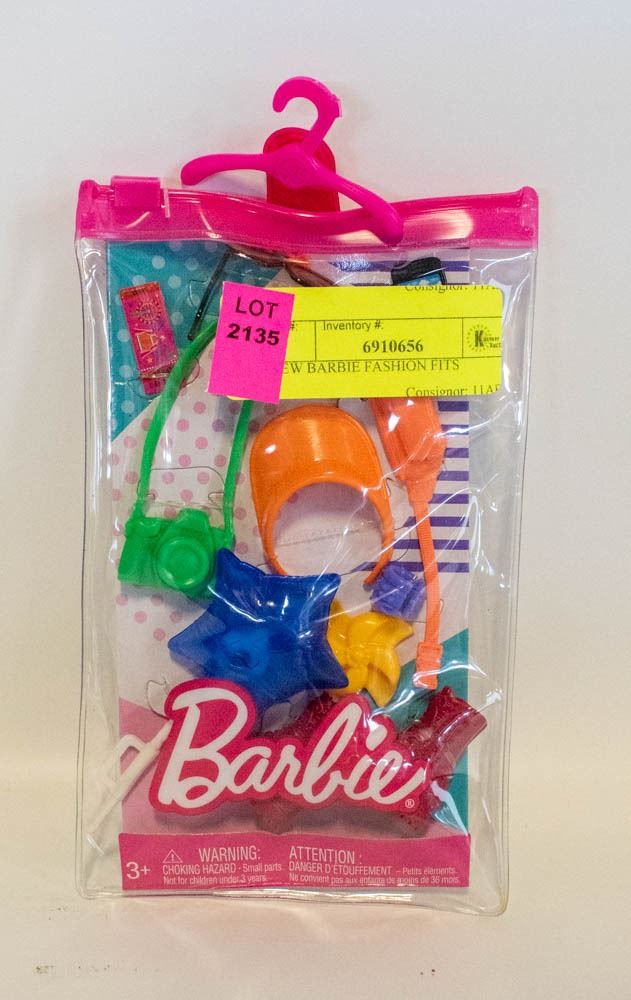 Consignor: 11A
LOT
2135
#:
Inventory #:
6910656
EW BARBIE FASHION FITS
Consignor: 11AF
Barbie®
3+
WARNING:
CHOKING HAZARD - Small parts.
Not for children under 3 years.
ATTENTION :
DANGER D'ÉTOUFFEMENT – Petits éléments.
Ne convient pas aux enfants de moins de 36 mois.